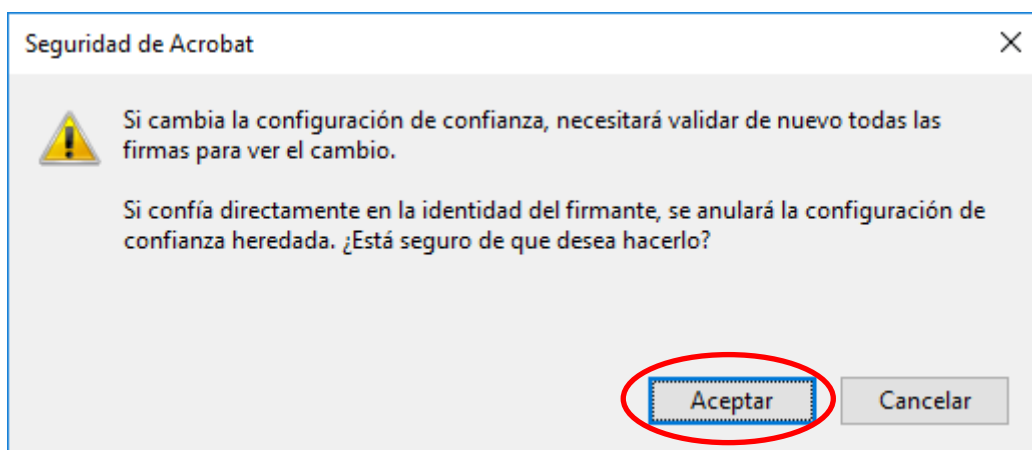 Seguridad de Acrobat
Si cambia la configuración de confianza, necesitará validar de nuevo todas las
firmas para ver el cambio.
Si confía directamente en la identidad del firmante, se anulará la configuración de
confianza heredada. ¿Está seguro de que desea hacerlo?
Aceptar Cancelar